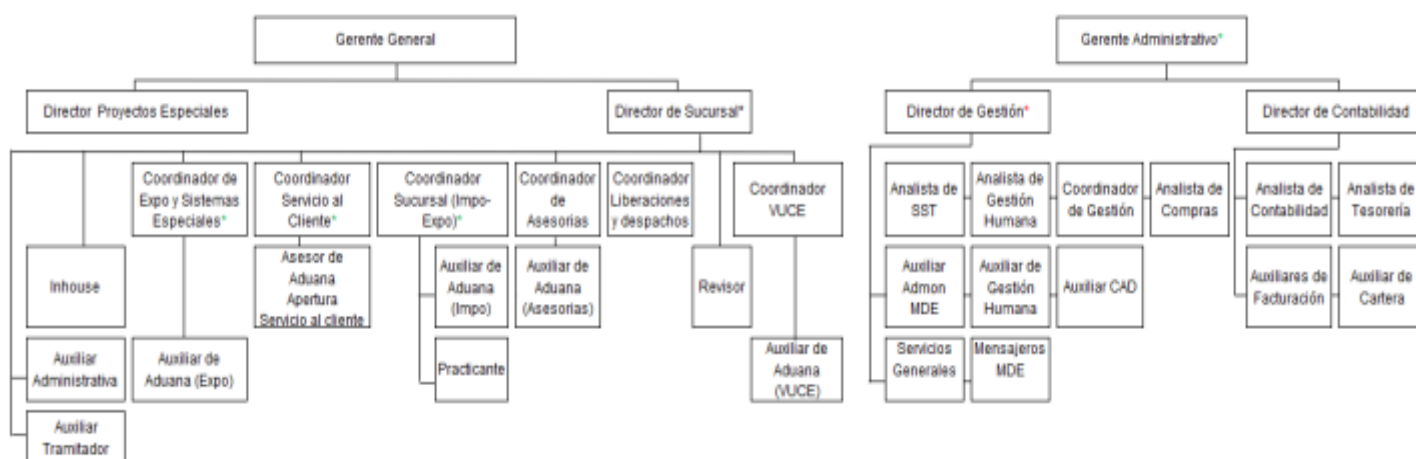 Gerente General
Gerente Administrativo*
Director Proyectos Especiales
Director de Sucursal*
Director de Gestión*
Director de Contabilidad
Coordinador de
Expo y Sistemas
Especiales*
Coordinador
Servicio al
Cliente*
Coordinador
Sucursal (Impo-
Expo)*
Coordinador
de
Asesorias
Coordinador
Liberaciones
y despachos
Coordinador
VUCE
Analista de
SST
Analista de
Gestión
Humana
Coordinador
de Gestión
Analista de
Compras
Analista de
Contabilidad
Analista de
Tesorería
Inhouse
Asesor de
Aduana
Apertura
Servicio al cliente
Auxiliar de
Aduana
(Impo)
Auxiliar de
Aduana
(Asesorias)
Revisor
Auxiliar
Admon
MDE
Auxiliar de
Gestión
Humana
Auxiliar CAD
Auxiliares de
Facturación
Auxiliar de
Cartera
Auxiliar
Administrativa
Auxiliar de
Aduana (Expo)
Practicante
Auxiliar de
Aduana
(VUCE)
Servicios
Generales
Mensajeros
MDE
Auxiliar
Tramitador